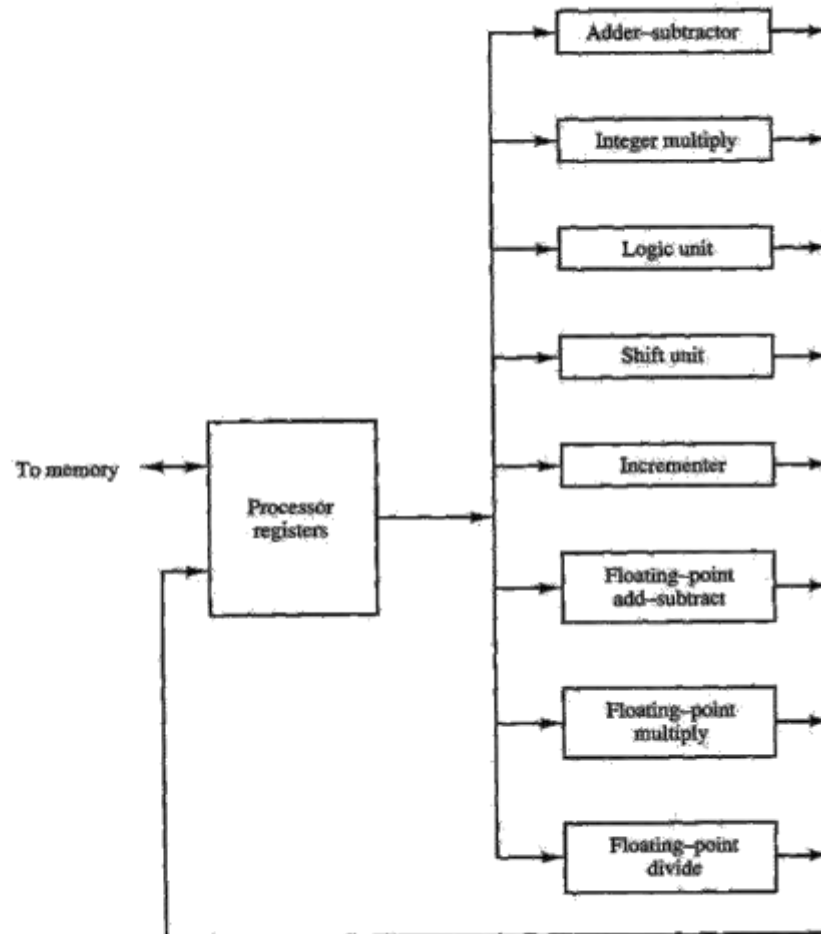 Adder-subtractor
Integer multiply
Logic unit
Shift unit
To memory
Incrementer
Processor
registers
Floating-point
add-subtract
Floating-point
multiply
Floating-point
divide